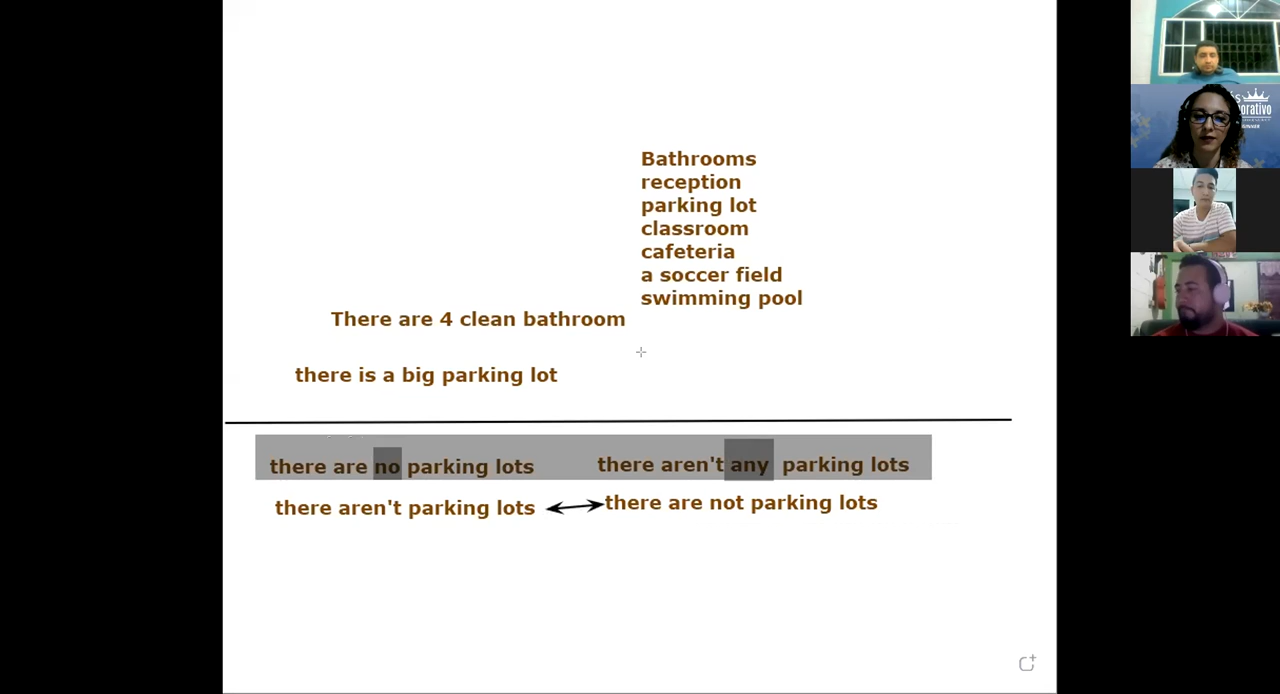 Bathrooms
reception
parking lot
classroom
cafeteria
a soccer field
swimming pool
There are 4 clean bathroom
there is a big parking lot
there are no parking lots
there aren't any parking lots
there aren't parking lots
there are not parking lots